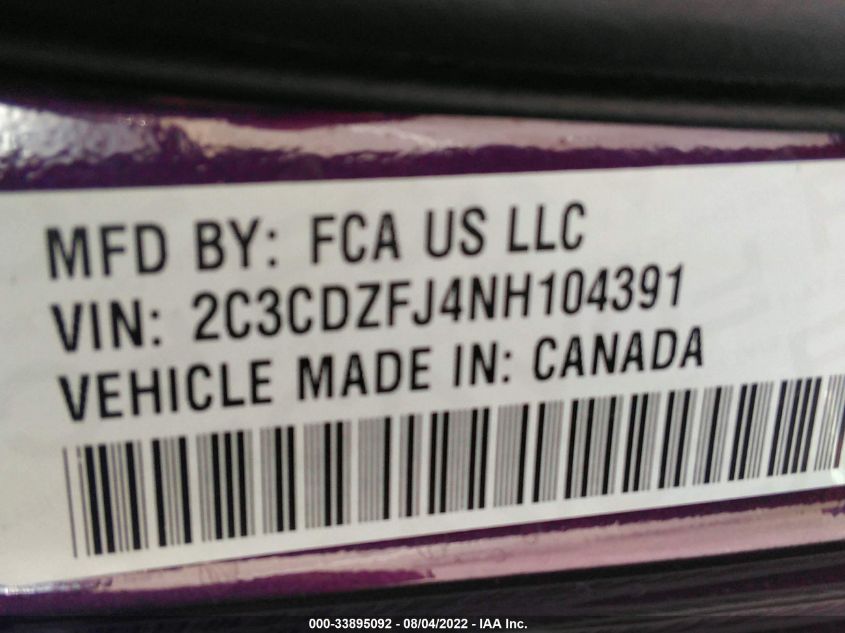 MFD BY: FCA US LLC
VIN: 2C3CDZFJ4NH104391
VEHICLE MADE IN: CANADA
000-33895092 - 08/04/2022 - IAA Inc.